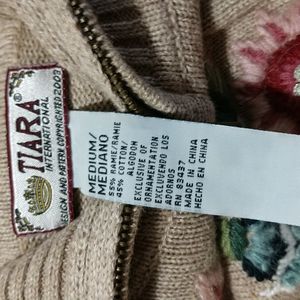 TIARA
INTERNATIONAL
DESIGN AND PATTERN COPYRIGHTED 2003
MEDIUM/
MEDIANO
55% RAMIE/RAMIE
45% COTTON/
ALGODON
EXCLUSIVE OF
ORNAMENTATION
EXCLUYENDO LOS
ADORNOS
RN 83437
MADE IN CHINA
HECHO EN CHINA